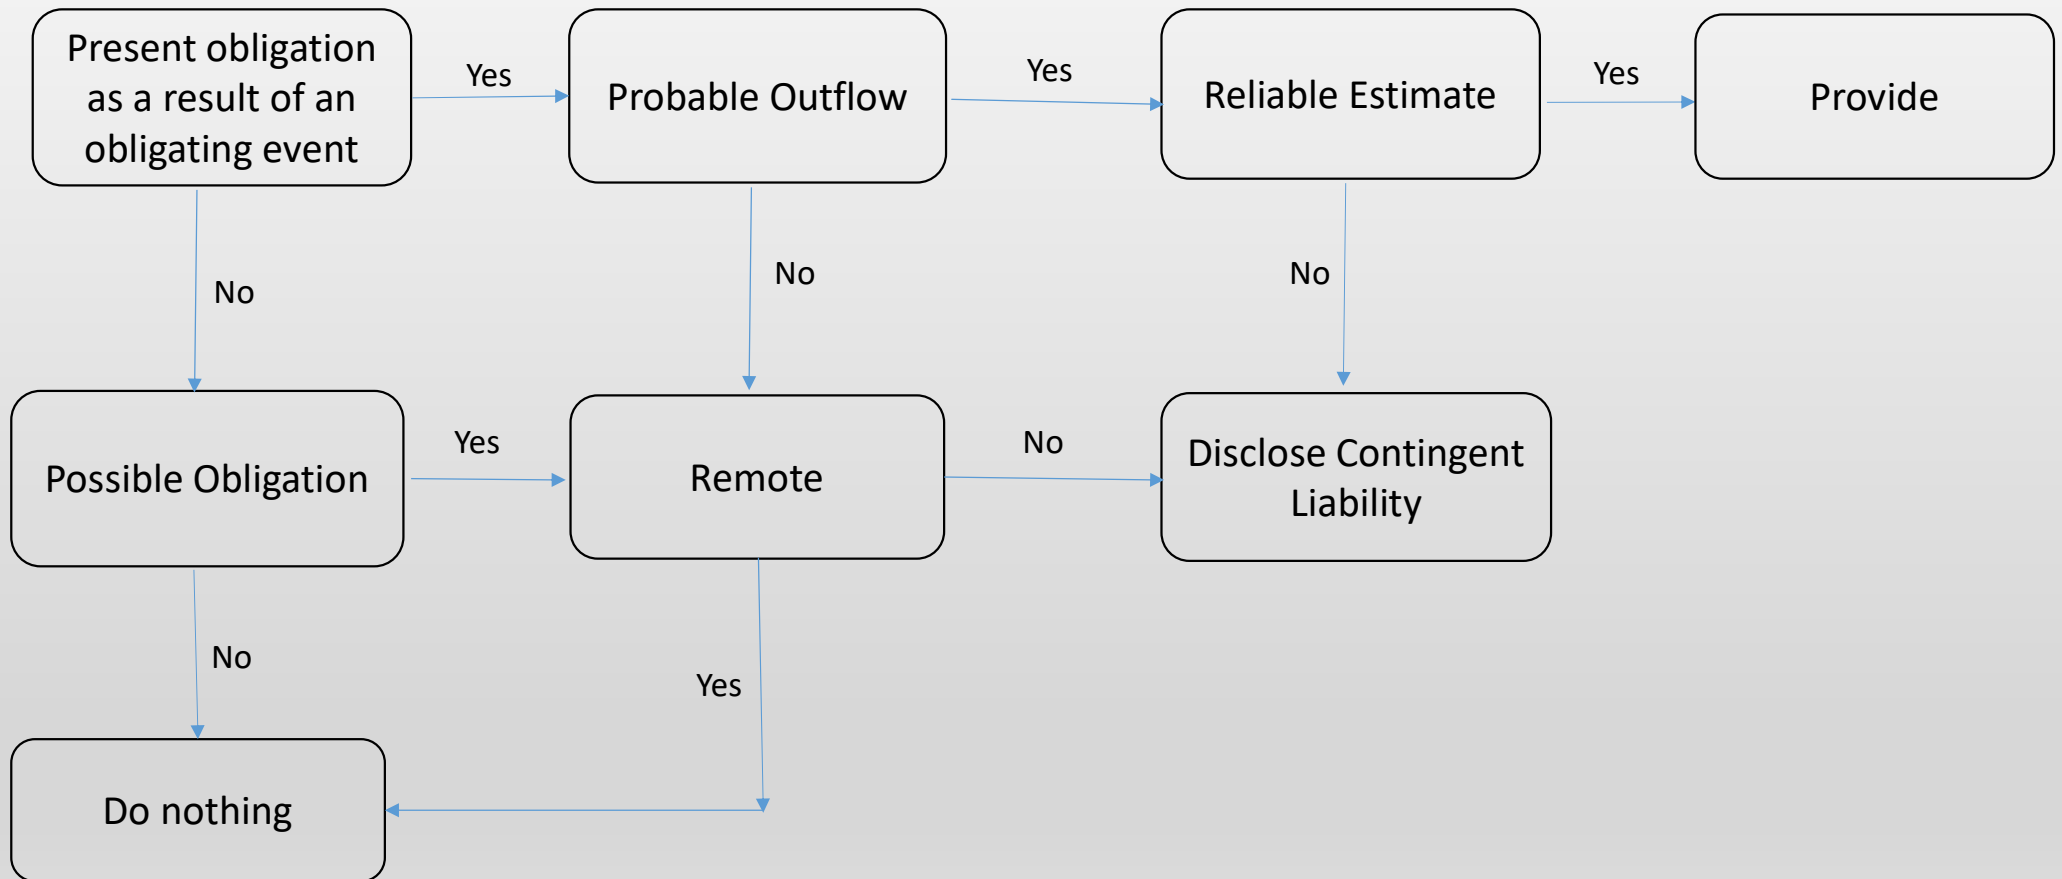 Present obligation
as a result of an
obligating event
Yes
Probable Outflow
Yes
Reliable Estimate
Yes
Provide
No
No
No
Possible Obligation
Yes
Remote
No
Disclose Contingent
Liability
No
Yes
Do nothing